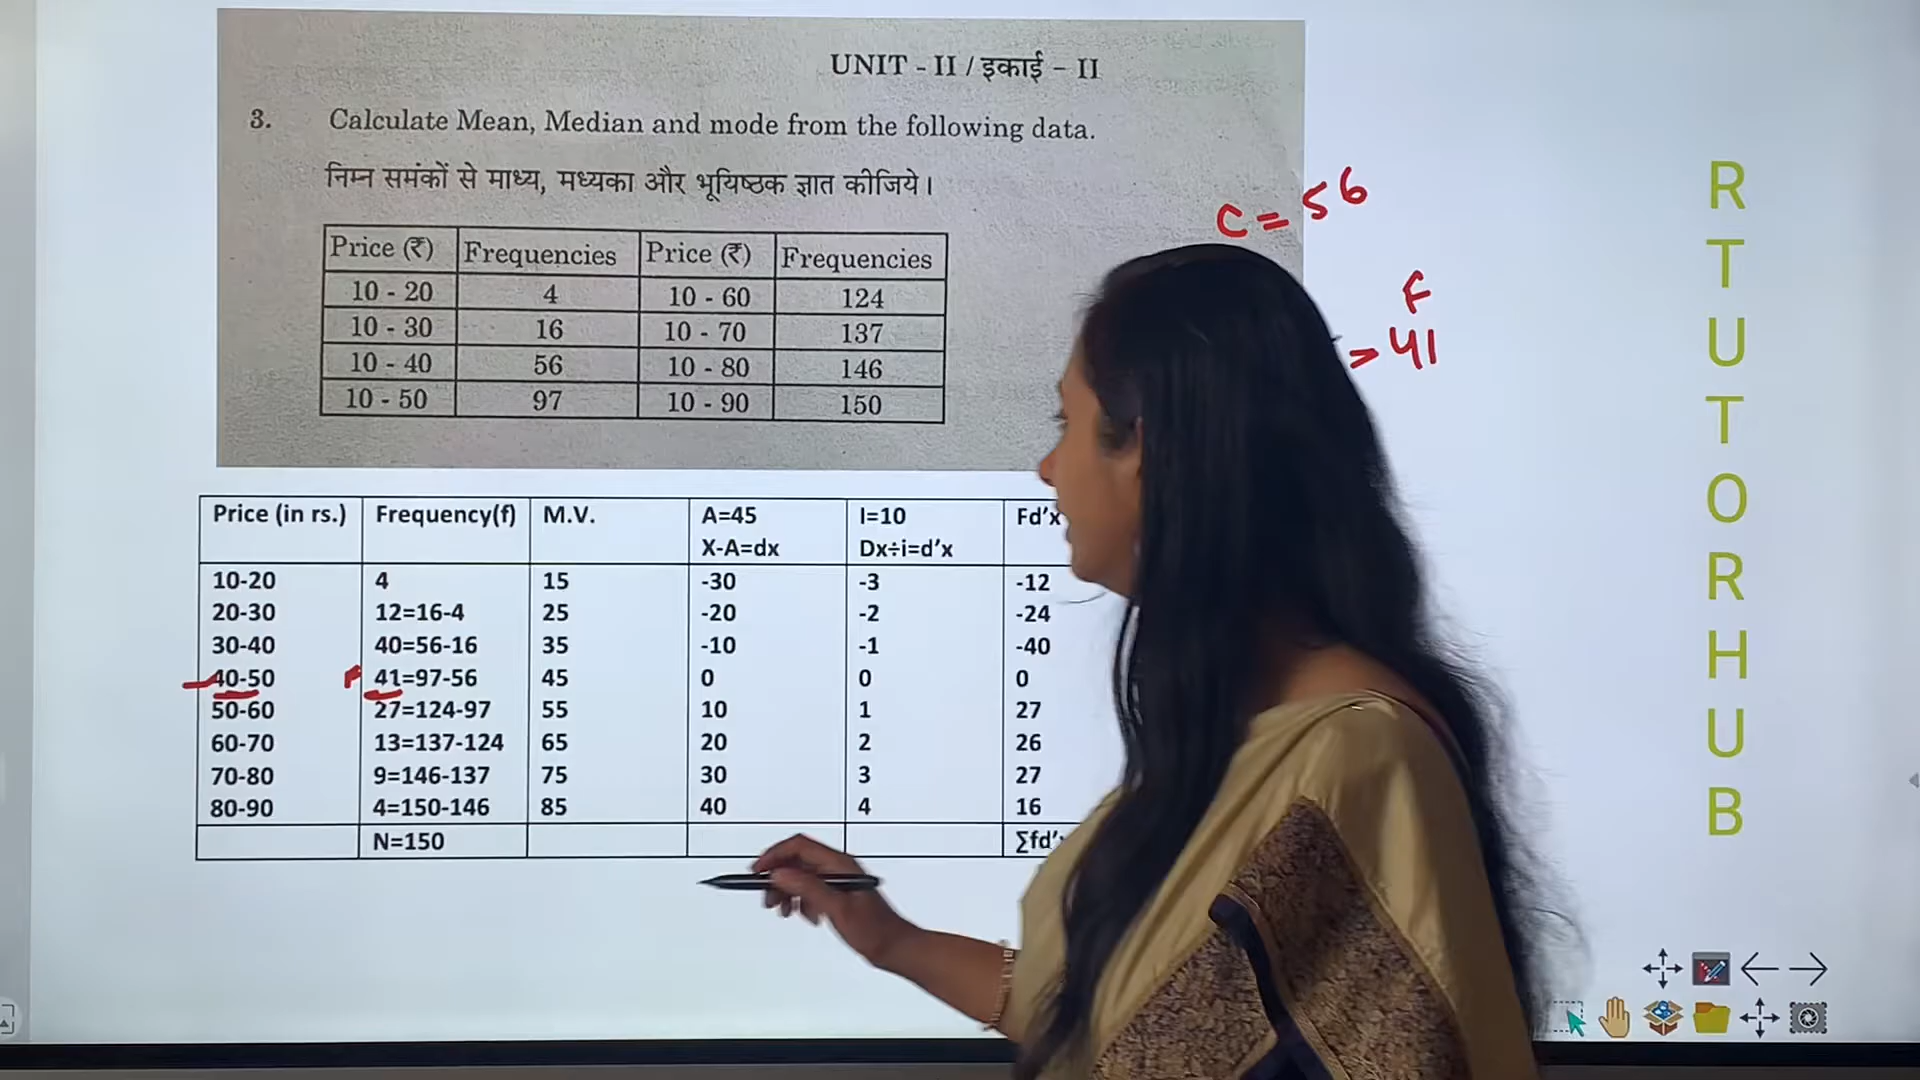 UNIT - II / इकाई - II
3. Calculate Mean, Median and mode from the following data.
निम्न समंकों से माध्य, मध्यका और भूयिष्ठक ज्ञात कीजिये।
C = 56
F
= 41
Price (₹) Frequencies Price (₹) Frequencies
10 - 20 4 10 - 60 124
10 - 30 16 10 - 70 137
10 - 40 56 10 - 80 146
10 - 50 97 10 - 90 150
Price (in rs.) Frequency(f) M.V. A=45 I=10 Fd'x
X-A=dx Dx÷i=d'x
10-20 4 15 -30 -3 -12
20-30 12=16-4 25 -20 -2 -24
30-40 40=56-16 35 -10 -1 -40
40-50 F 41=97-56 45 0 0 0
50-60 27=124-97 55 10 1 27
60-70 13=137-124 65 20 2 26
70-80 9=146-137 75 30 3 27
80-90 4=150-146 85 40 4 16
N=150 ∑fd'
R
T
U
T
O
R
H
U
B